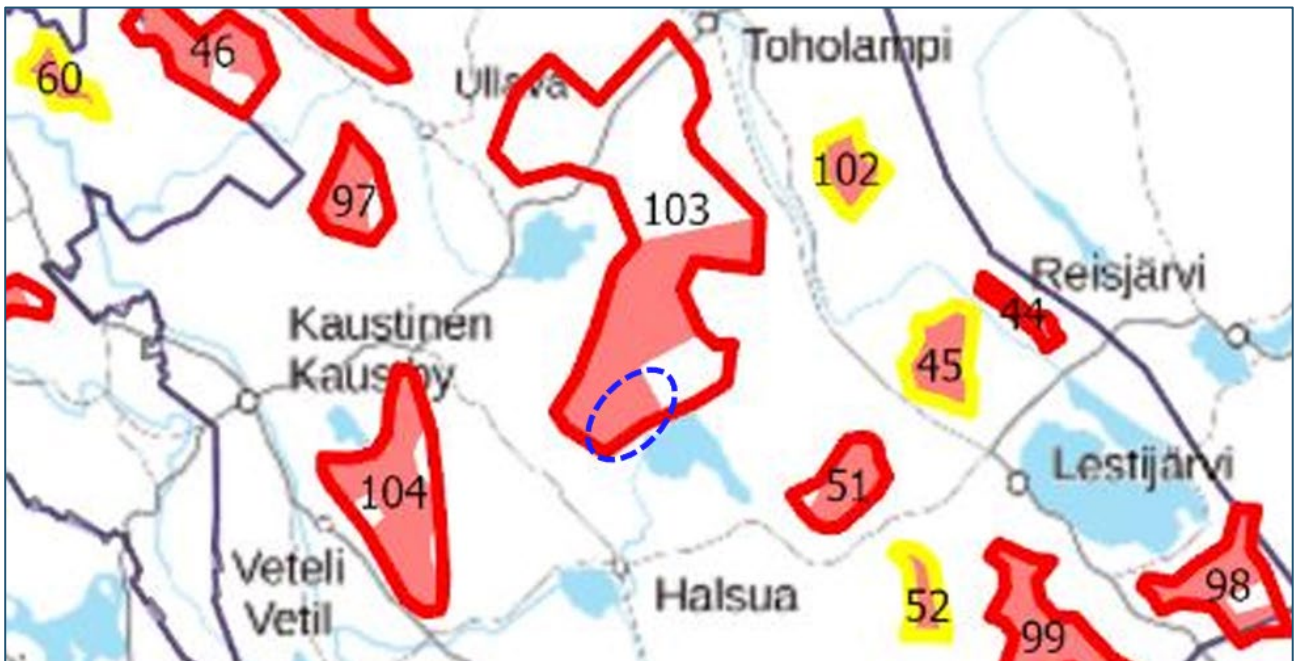 Toholampi
46
60
Ullava
102
97
103
Reisjärvi
44
Kaustinen
Kaustby
45
104
51
Lestijärvi
Veteli
Vetil
Halsua
52
98
99